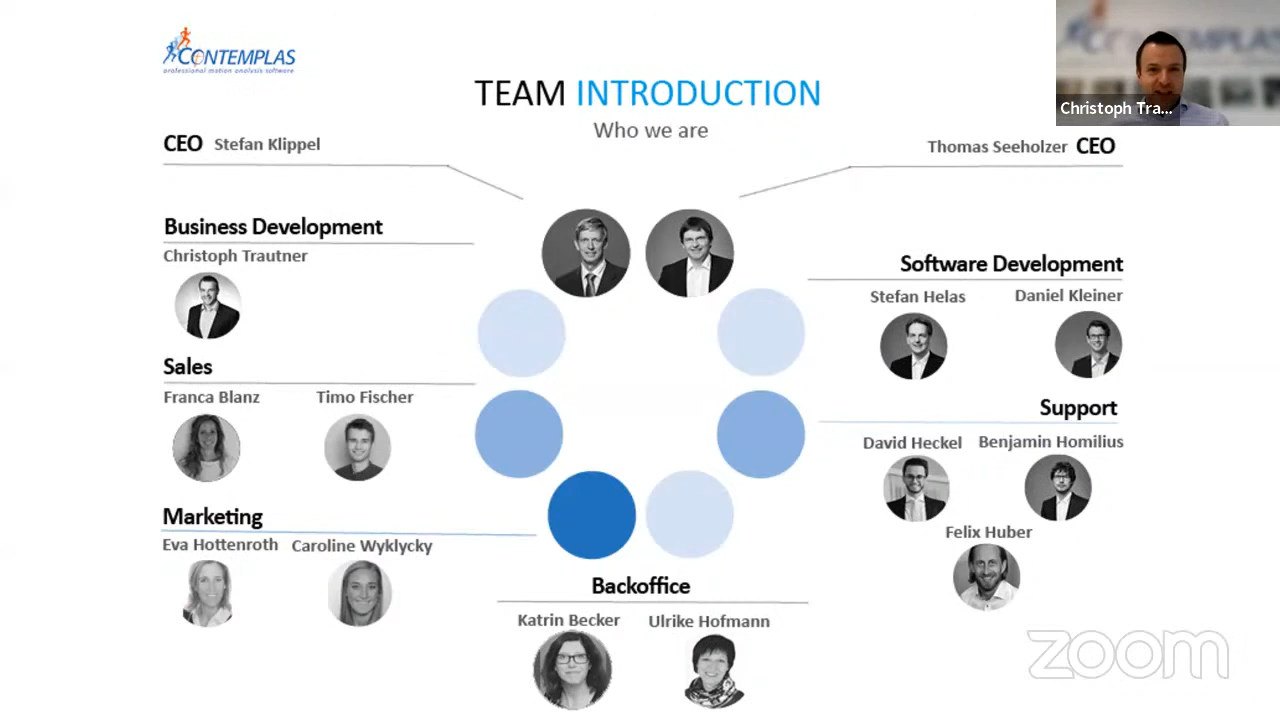 CONTEMPLAS
professional motion analysis software
Christoph Tra...
TEAM INTRODUCTION
Who we are
CEO Stefan Klippel
Thomas Seeholzer CEO
Business Development
Christoph Trautner
Sales
Franca Blanz Timo Fischer
Marketing
Eva Hottenroth Caroline Wyklycky
Backoffice
Katrin Becker Ulrike Hofmann
Software Development
Stefan Helas Daniel Kleiner
Support
David Heckel Benjamin Homilius
Felix Huber
zoom